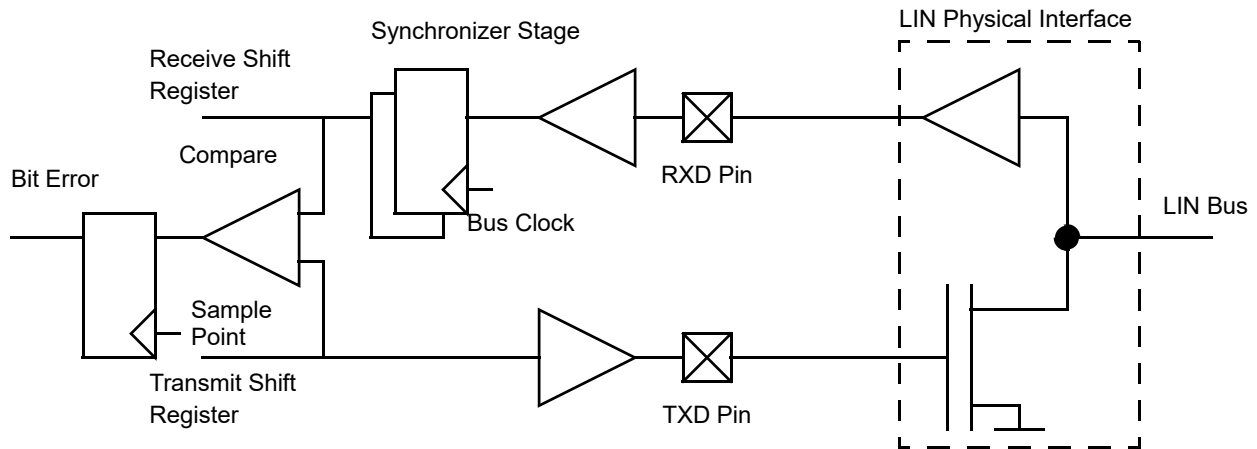 LIN Physical Interface
Synchronizer Stage
Receive Shift
Register
Compare
RXD Pin
Bit Error
LIN Bus
Bus Clock
Sample
Point
Transmit Shift
Register
TXD Pin